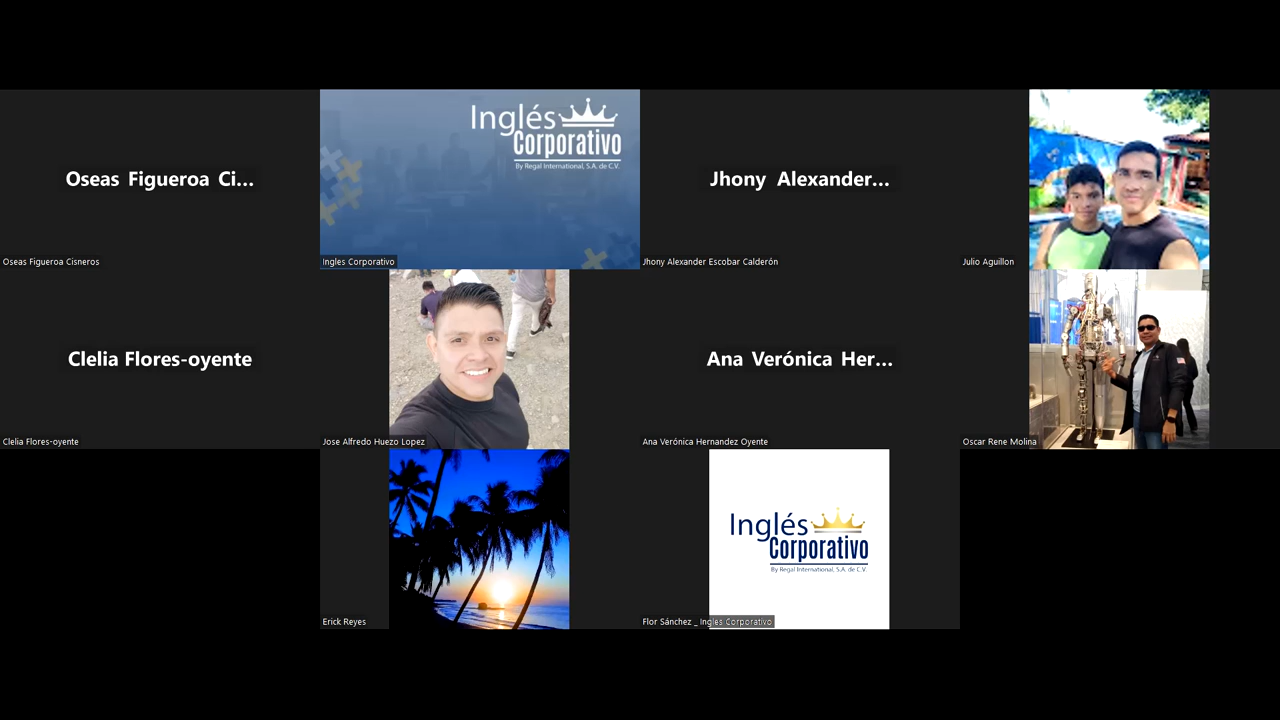 Oseas Figueroa Ci...
Oseas Figueroa Cisneros
Inglés
Corporativo
By Regal International, S.A. de C.V.
Ingles Corporativo
Jhony Alexander...
Jhony Alexander Escobar Calderón
Julio Aguillon
Clelia Flores-oyente
Clelia Flores-oyente
Jose Alfredo Huezo Lopez
Ana Verónica Her...
Ana Verónica Hernandez Oyente
Oscar Rene Molina
Erick Reyes
Inglés
Corporativo
By Regal International, S.A. de C.V.
Flor Sánchez _ Ingles Corporativo